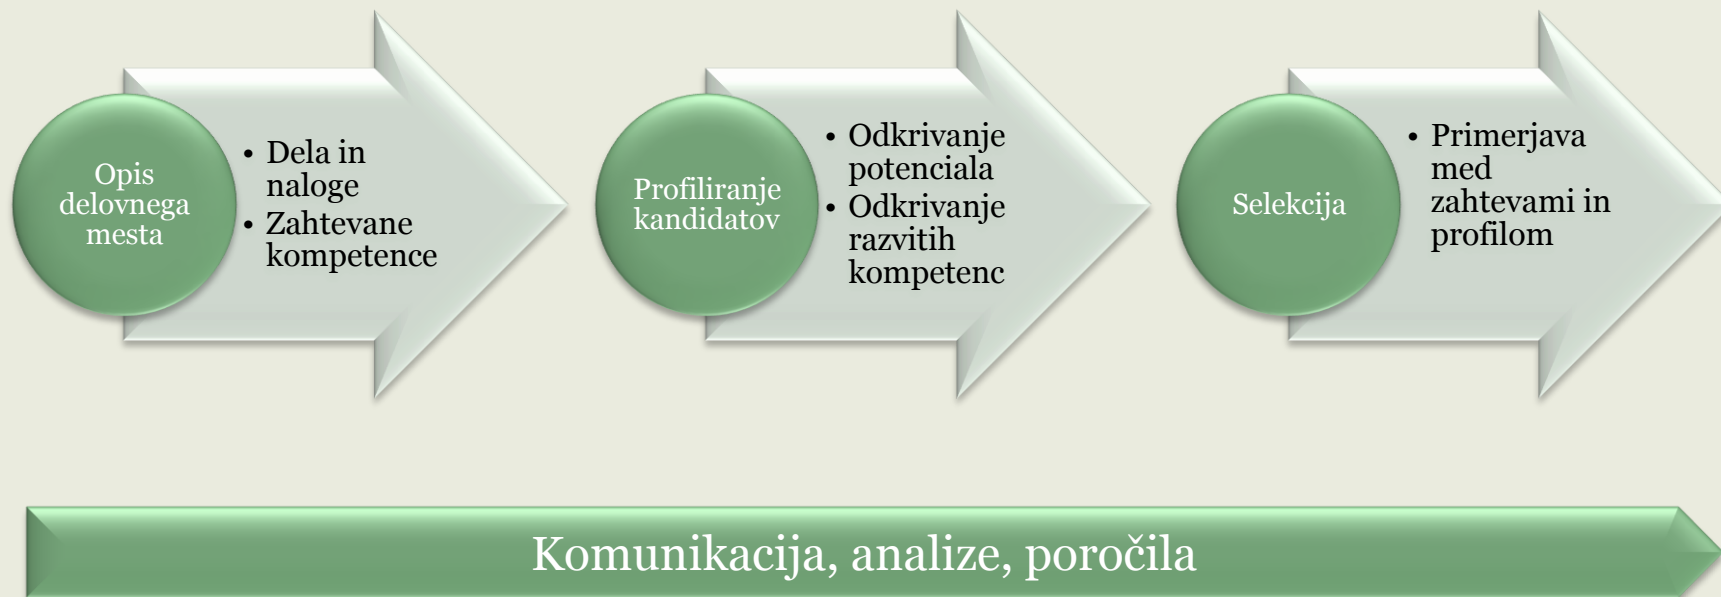 Opis
delovnega
mesta
• Dela in
naloge
• Zahtevane
kompetence
Profiliranje
kandidatov
• Odkrivanje
potenciala
• Odkrivanje
razvitih
kompetenc
Selekcija
• Primerjava
med
zahtevami in
profilom
Komunikacija, analize, poročila